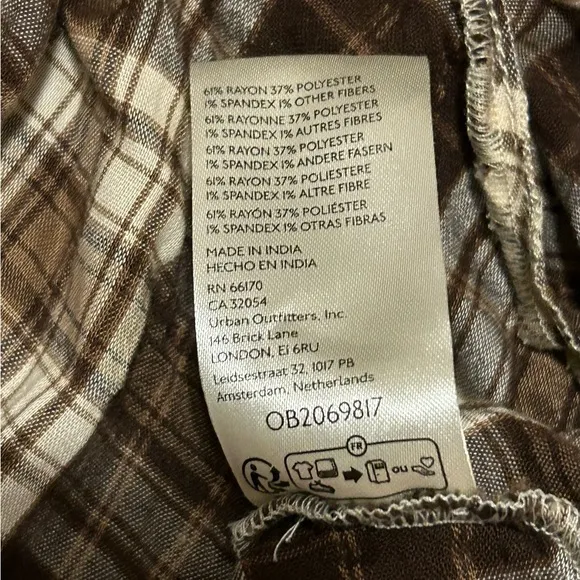 61% RAYON 37% POLYESTER
1% SPANDEX 1% OTHER FIBERS
61% RAYONNE 37% POLYESTER
1% SPANDEX 1% AUTRES FIBRES
61% RAYON 37% POLYESTER
1% SPANDEX 1% ANDERE FASERN
61% RAYON 37% POLIESTERE
1% SPANDEX 1% ALTRE FIBRE
61% RAYÓN 37% POLIÉSTER
1% SPANDEX 1% OTRAS FIBRAS
MADE IN INDIA
HECHO EN INDIA
RN 66170
CA 32054
Urban Outfitters, Inc.
146 Brick Lane
LONDON, E1 6RU
Leidsestraat 32, 1017 PB
Amsterdam, Netherlands
OB2069817
FR
OU